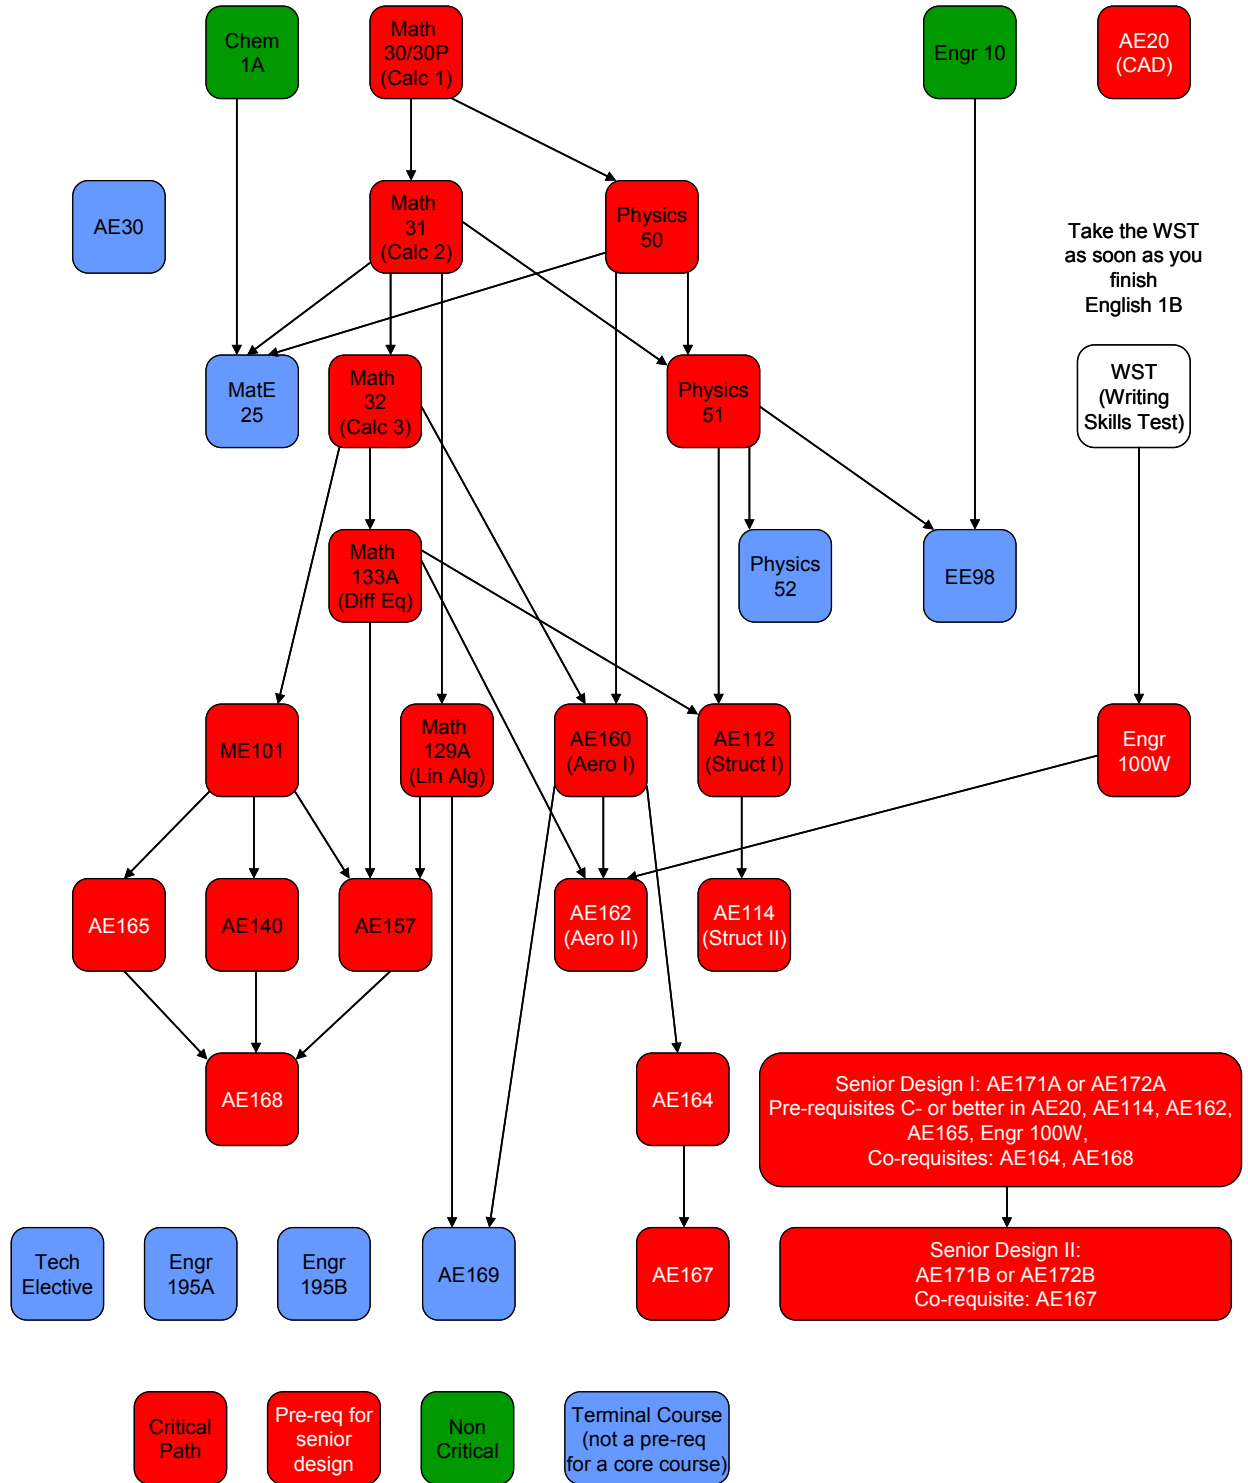 Chem
1A
Math
30/30P
(Calc 1)
Engr 10
AE20
(CAD)
AE30
Math
31
(Calc 2)
Physics
50
Take the WST
as soon as you
finish
English 1B
MatE
25
Math
32
(Calc 3)
Physics
51
WST
(Writing
Skills Test)
Math
133A
(Diff Eq)
Physics
52
EE98
ME101
Math
129A
(Lin Alg)
AE160
(Aero I)
AE112
(Struct I)
Engr
100W
AE165
AE140
AE157
AE162
(Aero II)
AE114
(Struct II)
AE168
AE164
Senior Design I: AE171A or AE172A
Pre-requisites C- or better in AE20, AE114, AE162,
AE165, Engr 100W,
Co-requisites: AE164, AE168
Tech
Elective
Engr
195A
Engr
195B
AE169
AE167
Senior Design II:
AE171B or AE172B
Co-requisite: AE167
Critical
Path
Pre-req for
senior
design
Non
Critical
Terminal Course
(not a pre-req
for a core course)